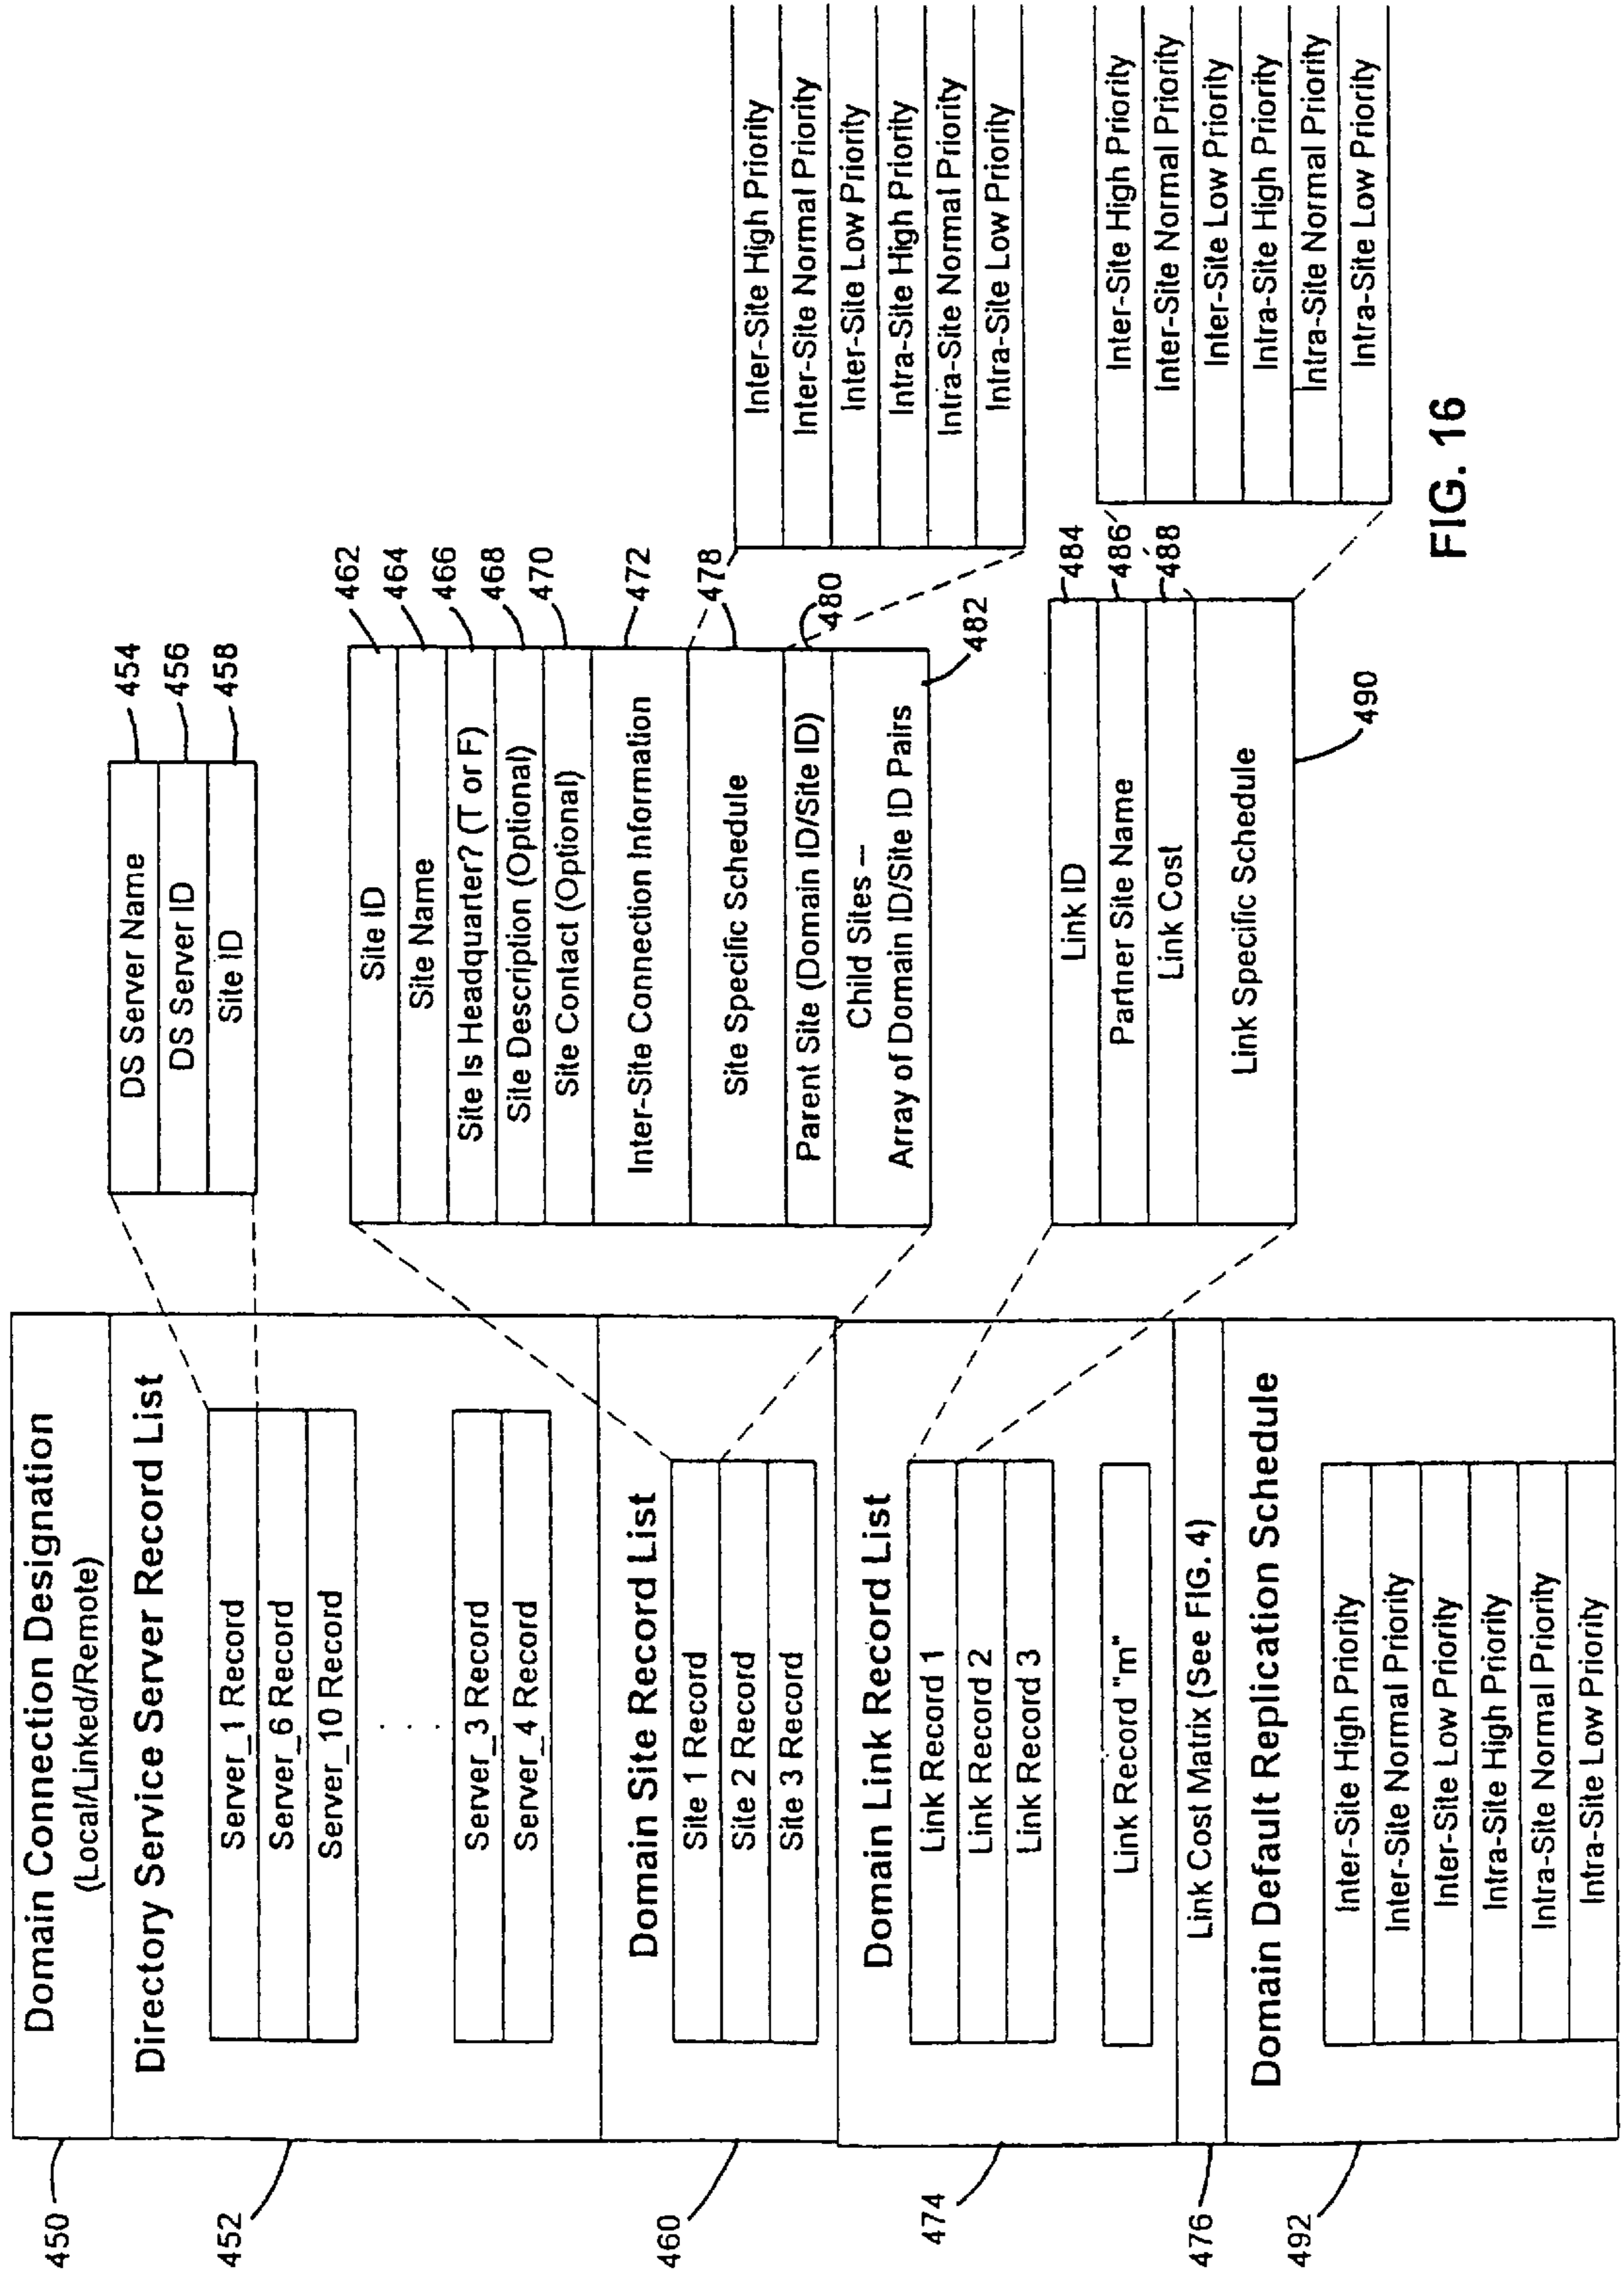 450
Domain Connection Designation
(Local/Linked/Remote)
452
Directory Service Server Record List
Server_1 Record
Server_6 Record
Server_10 Record
. . . .
Server_3 Record
Server_4 Record
DS Server Name
454
DS Server ID
456
Site ID
458
460
Domain Site Record List
Site 1 Record
Site 2 Record
Site 3 Record
Site ID
462
Site Name
464
Site Is Headquarter? (T or F)
466
Site Description (Optional)
468
Site Contact (Optional)
470
Inter-Site Connection Information
472
Site Specific Schedule
478
Parent Site (Domain ID/Site ID)
480
Child Sites --
Array of Domain ID/Site ID Pairs
482
Inter-Site High Priority
Inter-Site Normal Priority
Inter-Site Low Priority
Intra-Site High Priority
Intra-Site Normal Priority
Intra-Site Low Priority
474
Domain Link Record List
Link Record 1
Link Record 2
Link Record 3
Link Record "m"
Link ID
484
Partner Site Name
486
Link Cost
488
Link Specific Schedule
490
Inter-Site High Priority
Inter-Site Normal Priority
Inter-Site Low Priority
Intra-Site High Priority
Intra-Site Normal Priority
Intra-Site Low Priority
476
Link Cost Matrix (See FIG. 4)
492
Domain Default Replication Schedule
Inter-Site High Priority
Inter-Site Normal Priority
Inter-Site Low Priority
Intra-Site High Priority
Intra-Site Normal Priority
Intra-Site Low Priority
FIG. 16